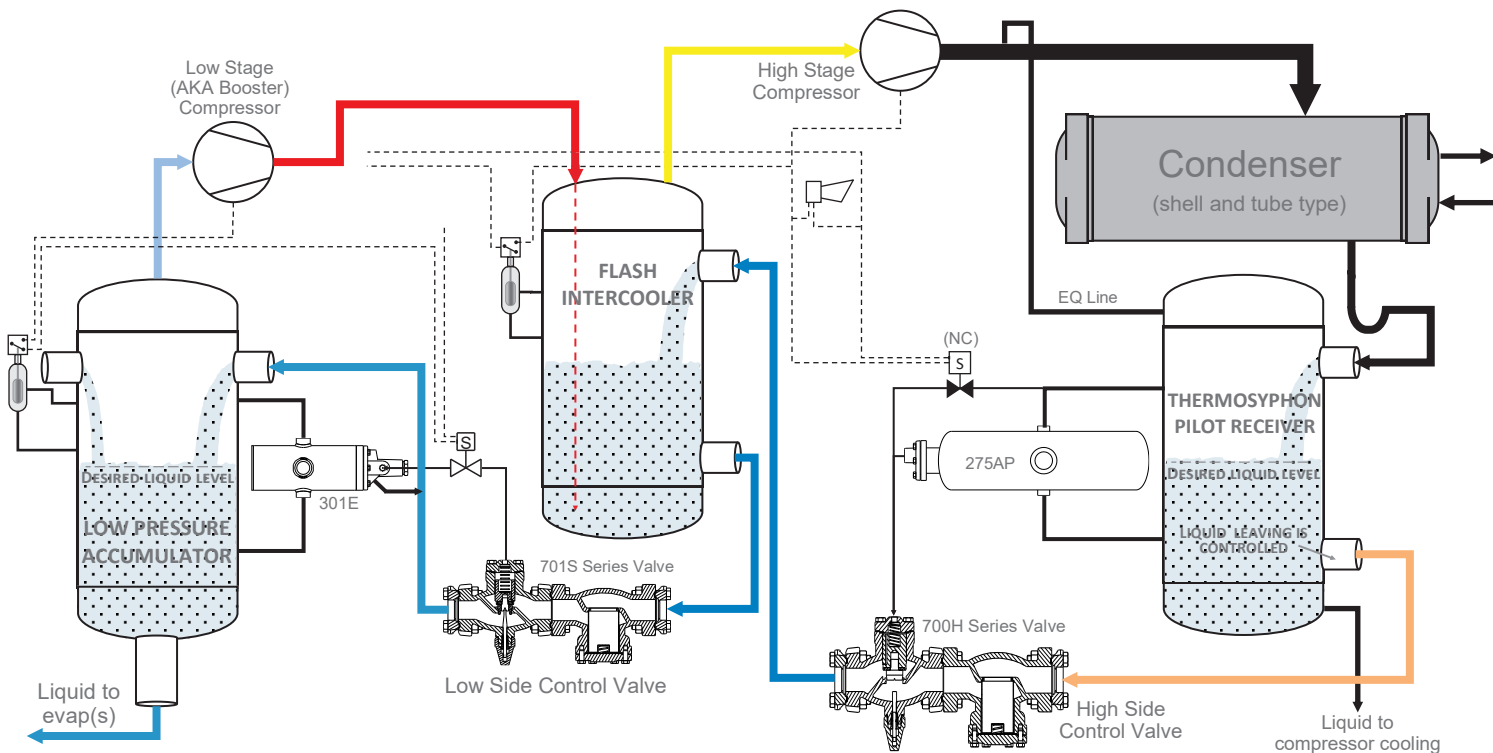 Low Stage
(AKA Booster)
Compressor
High Stage
Compressor
Condenser
(shell and tube type)
FLASH
INTERCOOLER
EQ Line
(NC)
S
THERMOSYPHON
PILOT RECEIVER
275AP
DESIRED LIQUID LEVEL
S
DESIRED LIQUID LEVEL
301E
LOW PRESSURE
ACCUMULATOR
LIQUID LEAVING IS
CONTROLLED
701S Series Valve
700H Series Valve
Low Side Control Valve
Liquid to
evap(s)
High Side
Control Valve
Liquid to
compressor cooling